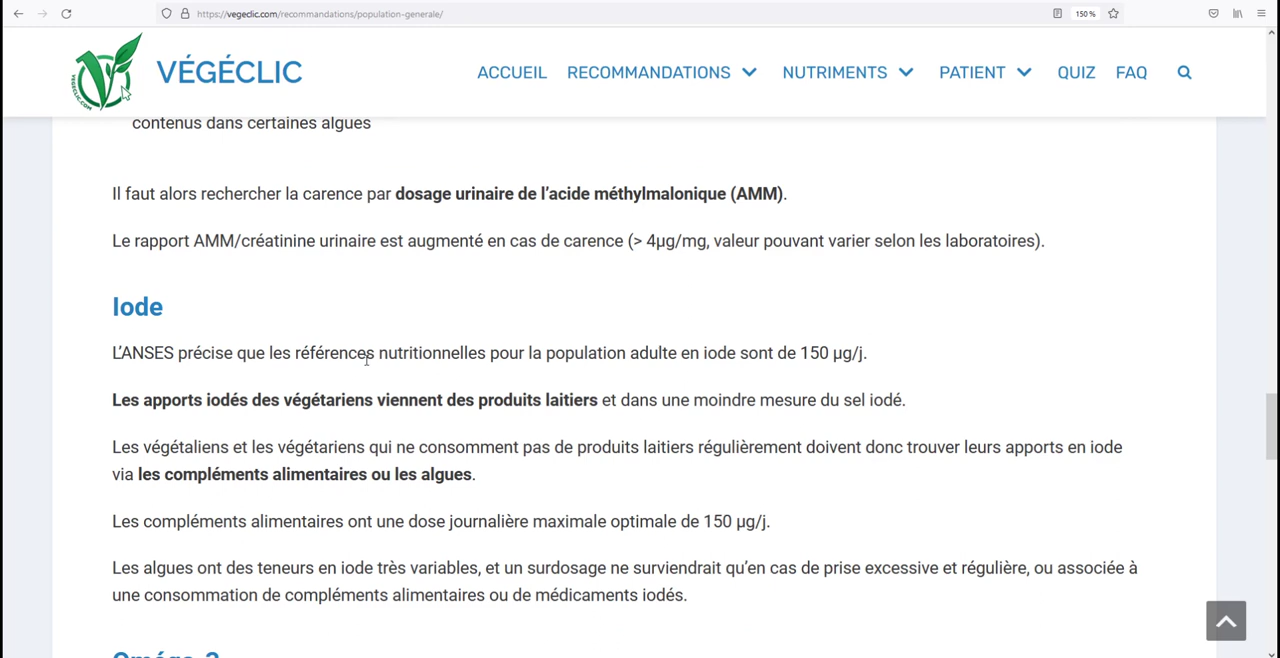 https://vegeclic.com/recommandations/population-generale/
150 %
VÉGÉCLIC
VEGECLIC.COM
ACCUEIL RECOMMANDATIONS NUTRIMENTS PATIENT QUIZ FAQ
contenus dans certaines algues
Il faut alors rechercher la carence par dosage urinaire de l’acide méthylmalonique (AMM).
Le rapport AMM/créatinine urinaire est augmenté en cas de carence (> 4µg/mg, valeur pouvant varier selon les laboratoires).
Iode
L’ANSES précise que les références nutritionnelles pour la population adulte en iode sont de 150 µg/j.
Les apports iodés des végétariens viennent des produits laitiers et dans une moindre mesure du sel iodé.
Les végétaliens et les végétariens qui ne consomment pas de produits laitiers régulièrement doivent donc trouver leurs apports en iode
via les compléments alimentaires ou les algues.
Les compléments alimentaires ont une dose journalière maximale optimale de 150 µg/j.
Les algues ont des teneurs en iode très variables, et un surdosage ne surviendrait qu’en cas de prise excessive et régulière, ou associée à
une consommation de compléments alimentaires ou de médicaments iodés.
Oméga-3